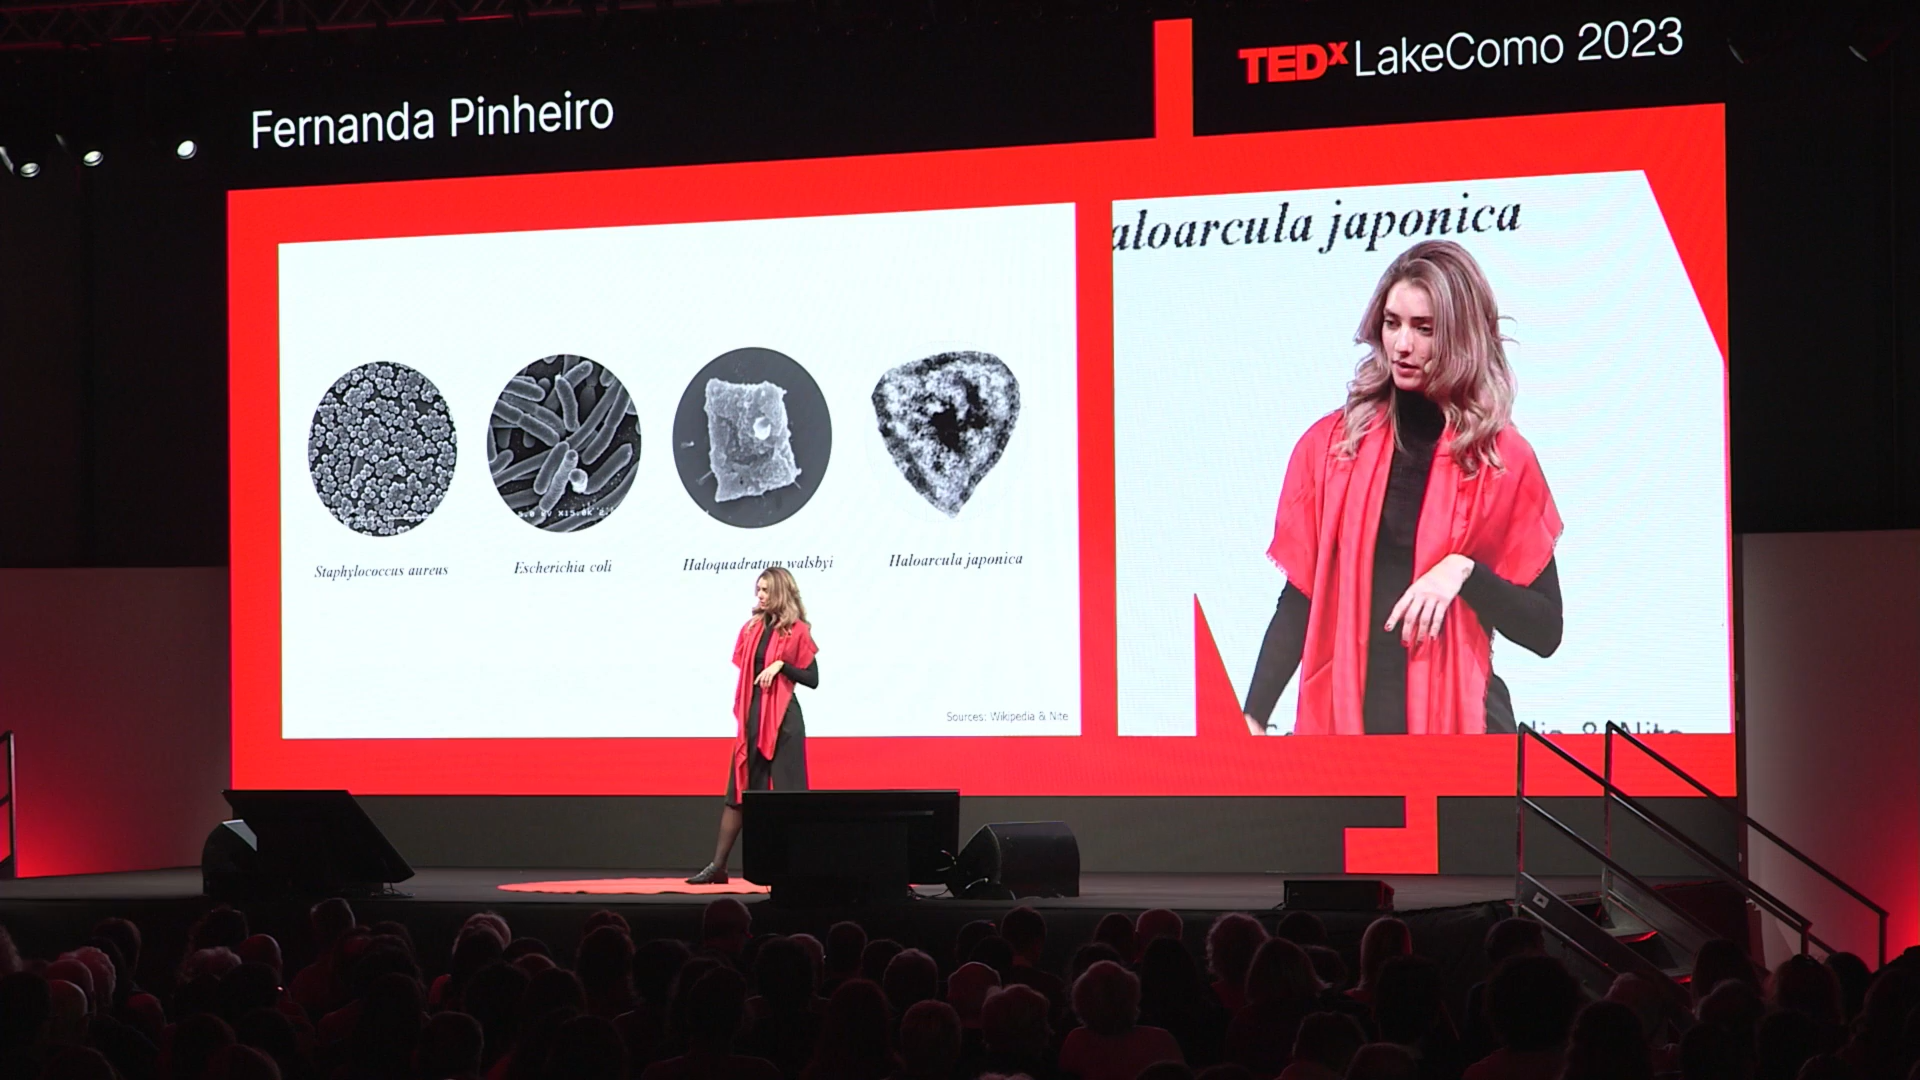 TEDx LakeComo 2023
Fernanda Pinheiro
aloarcula japonica
Staphylococcus aureus
Escherichia coli
Haloquadratum walsbyi
Haloarcula japonica
Sources: Wikipedia & Nite